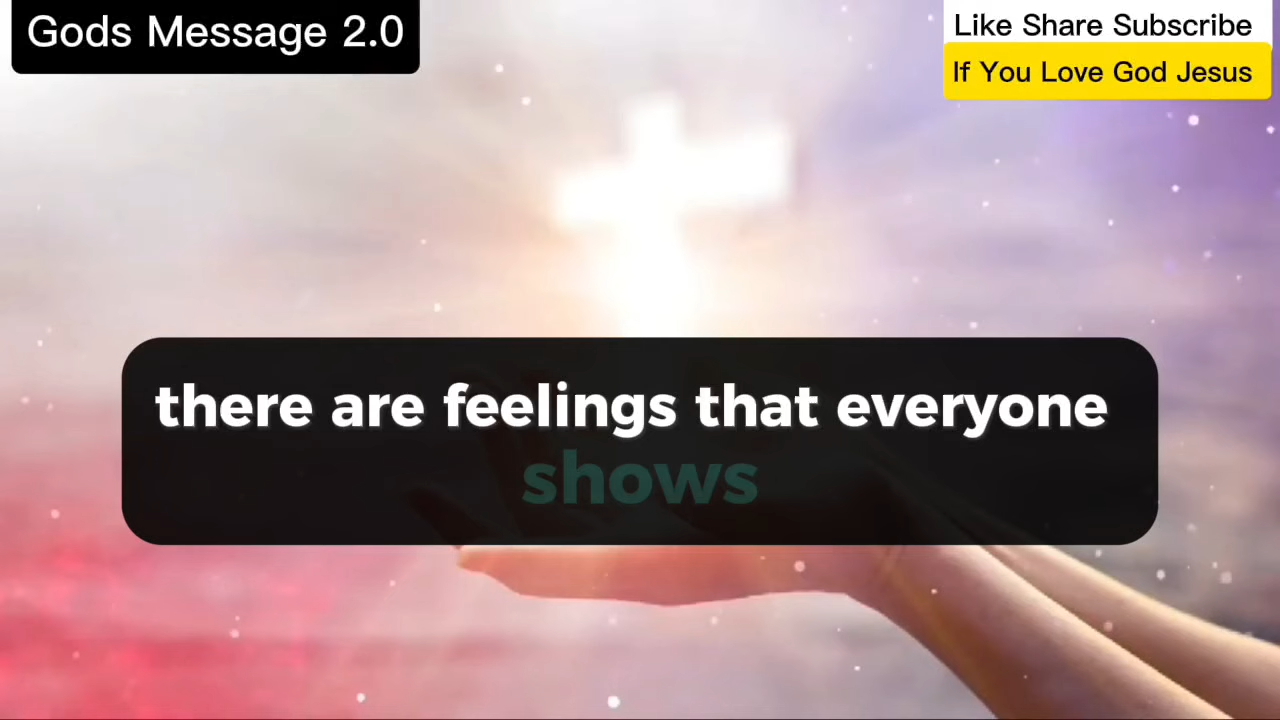 Gods Message 2.0
Like Share Subscribe
If You Love God Jesus
there are feelings that everyone
shows